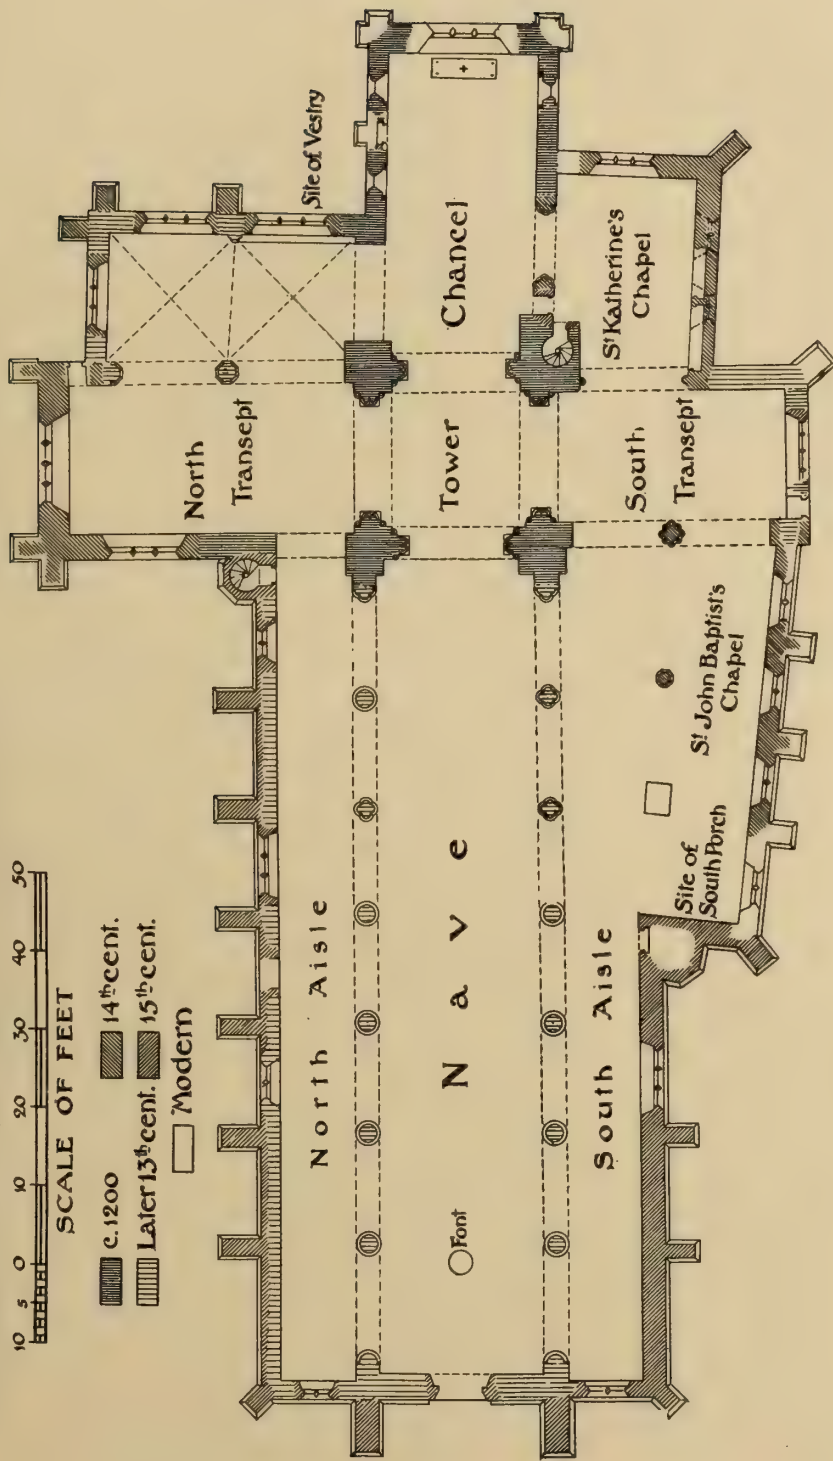 10 5 0 10 20 30 40 50
SCALE OF FEET
C.1200
14th cent.
Later 13th cent.
15th cent.
Modern
Site of Vestry
North
Transept
Tower
Chancel
South
Transept
St Katherine's
Chapel
North Aisle
Nave
Font
South Aisle
Site of
South Porch
St John Baptist's
Chapel